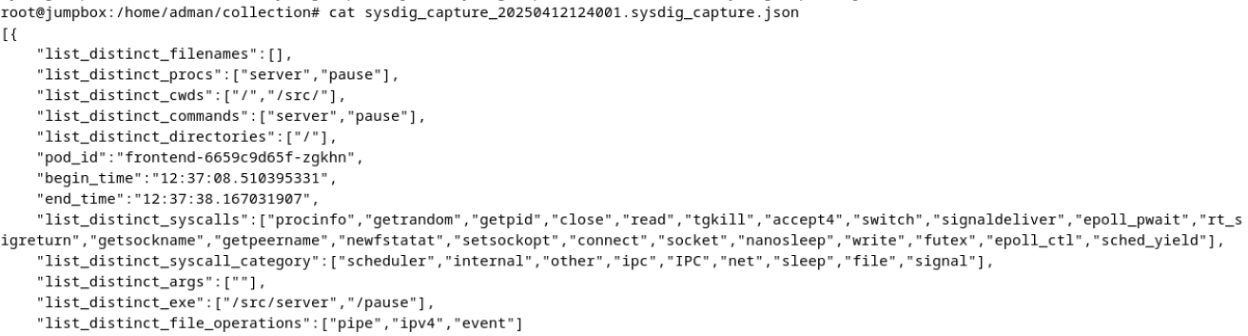 root@jumpbox:/home/adman/collection# cat sysdig_capture_20250412124001.sysdig_capture.json
[{
    "list_distinct_filenames":[],
    "list_distinct_procs":["server","pause"],
    "list_distinct_cwds":["/","/src/"],
    "list_distinct_commands":["server","pause"],
    "list_distinct_directories":["/"],
    "pod_id":"frontend-6659c9d65f-zgkhn",
    "begin_time":"12:37:08.510395331",
    "end_time":"12:37:38.167031907",
    "list_distinct_syscalls":["procinfo","getrandom","getpid","close","read","tgkill","accept4","switch","signaldeliver","epoll_pwait","rt_s
igreturn","getsockname","getpeername","newfstatat","setsockopt","connect","socket","nanosleep","write","futex","epoll_ctl","sched_yield"],
    "list_distinct_syscall_category":["scheduler","internal","other","ipc","IPC","net","sleep","file","signal"],
    "list_distinct_args":[""],
    "list_distinct_exe":["/src/server","/pause"],
    "list_distinct_file_operations":["pipe","ipv4","event"]